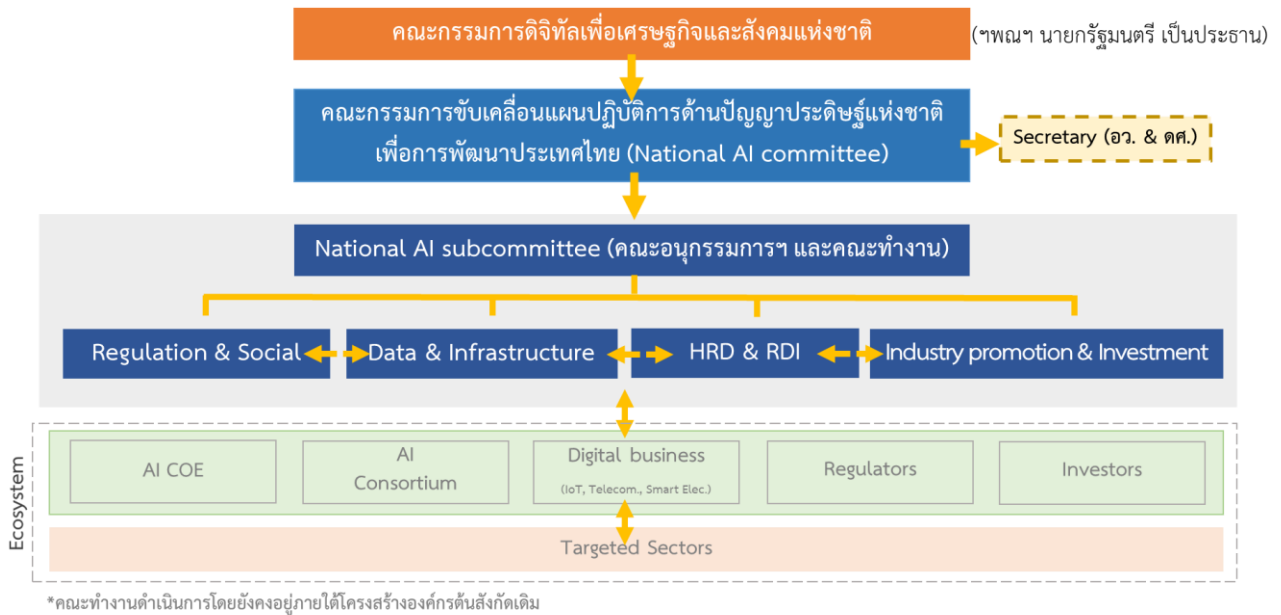 คณะกรรมการดิจิทัลเพื่อเศรษฐกิจและสังคมแห่งชาติ
(ฯพณฯ นายกรัฐมนตรี เป็นประธาน)
คณะกรรมการขับเคลื่อนแผนปฏิบัติการด้านปัญญาประดิษฐ์แห่งชาติ
เพื่อการพัฒนาประเทศไทย (National AI committee)
Secretary (อว. & ดศ.)
National AI subcommittee (คณะอนุกรรมการฯ และคณะทำงาน)
Regulation & Social
Data & Infrastructure
HRD & RDI
Industry promotion & Investment
Ecosystem
AI COE
AI
Consortium
Digital business
(IoT, Telecom., Smart Elec.)
Regulators
Investors
Targeted Sectors
*คณะทำงานดำเนินการโดยยังคงอยู่ภายใต้โครงสร้างองค์กรต้นสังกัดเดิม